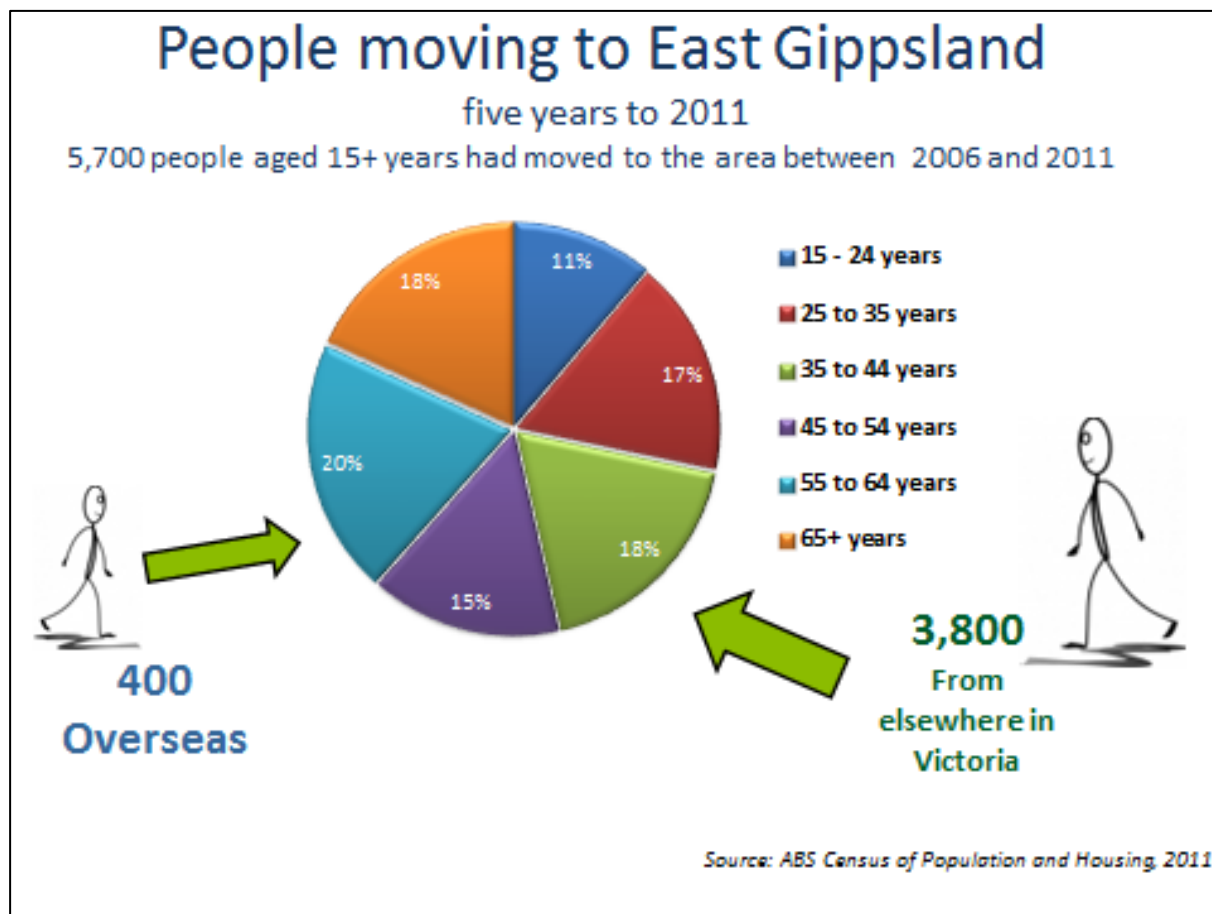 People moving to East Gippsland
five years to 2011
5,700 people aged 15+ years had moved to the area between 2006 and 2011
11%
17%
18%
15%
20%
18%
15 - 24 years
25 to 35 years
35 to 44 years
45 to 54 years
55 to 64 years
65+ years
400
Overseas
3,800
From
elsewhere in
Victoria
Source: ABS Census of Population and Housing, 2011